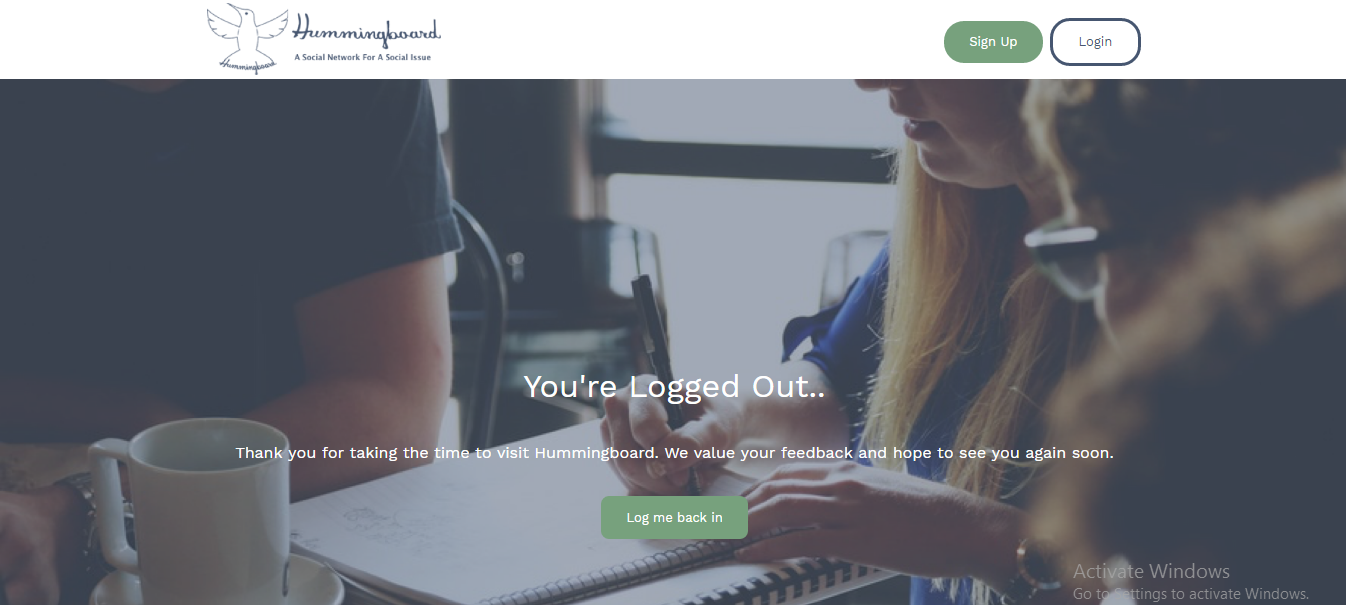 Hummingboard
A Social Network For A Social Issue
Hummingboard
Sign Up
Login
You're Logged Out..
Thank you for taking the time to visit Hummingboard. We value your feedback and hope to see you again soon.
Log me back in
Activate Windows
Go to Settings to activate Windows.